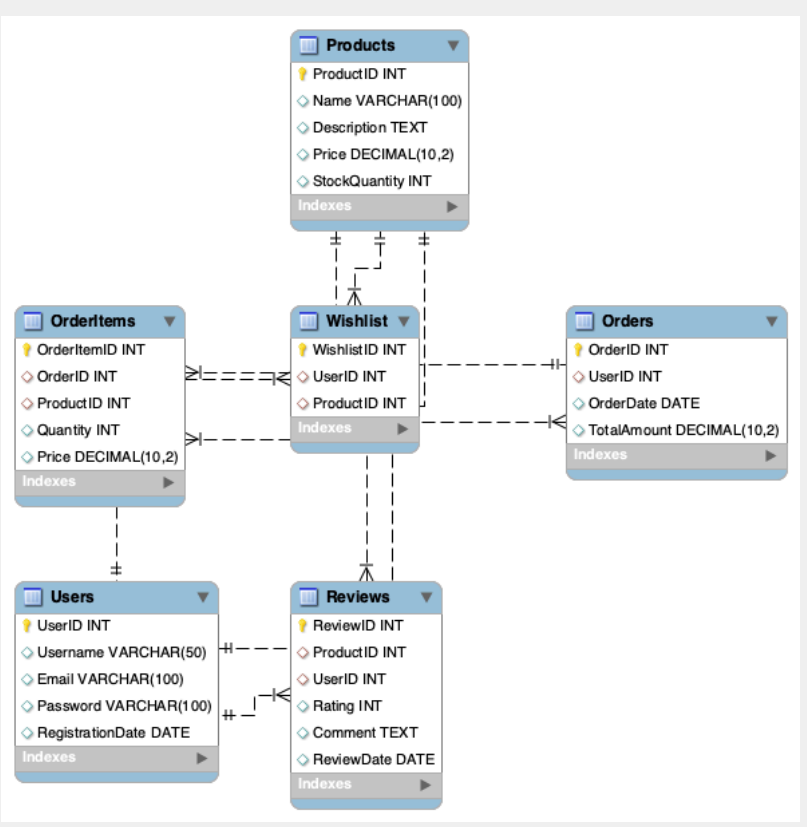 Products
ProductID INT
Name VARCHAR(100)
Description TEXT
Price DECIMAL(10,2)
StockQuantity INT
Indexes
OrderItems
OrderItemID INT
OrderID INT
ProductID INT
Quantity INT
Price DECIMAL(10,2)
Indexes
Wishlist
WishlistID INT
UserID INT
ProductID INT
Indexes
Orders
OrderID INT
UserID INT
OrderDate DATE
TotalAmount DECIMAL(10,2)
Indexes
Users
UserID INT
Username VARCHAR(50)
Email VARCHAR(100)
Password VARCHAR(100)
RegistrationDate DATE
Indexes
Reviews
ReviewID INT
ProductID INT
UserID INT
Rating INT
Comment TEXT
ReviewDate DATE
Indexes